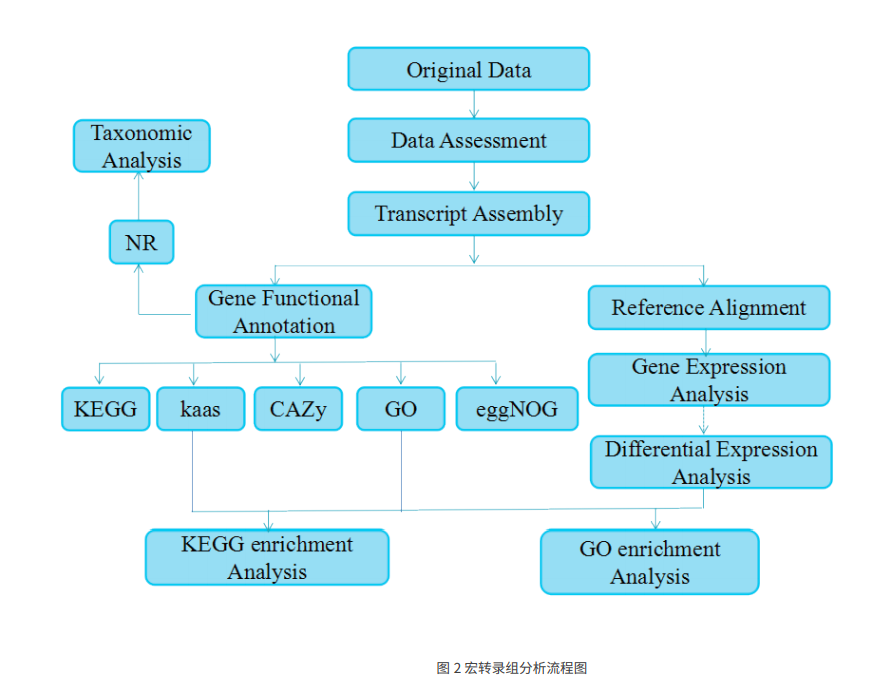 Original Data
Data Assessment
Taxonomic
Analysis
Transcript Assembly
NR
Gene Functional
Annotation
Reference Alignment
Gene Expression
Analysis
KEGG
kaas
CAZy
GO
eggNOG
Differential Expression
Analysis
KEGG enrichment
Analysis
GO enrichment
Analysis
图 2 宏转录组分析流程图